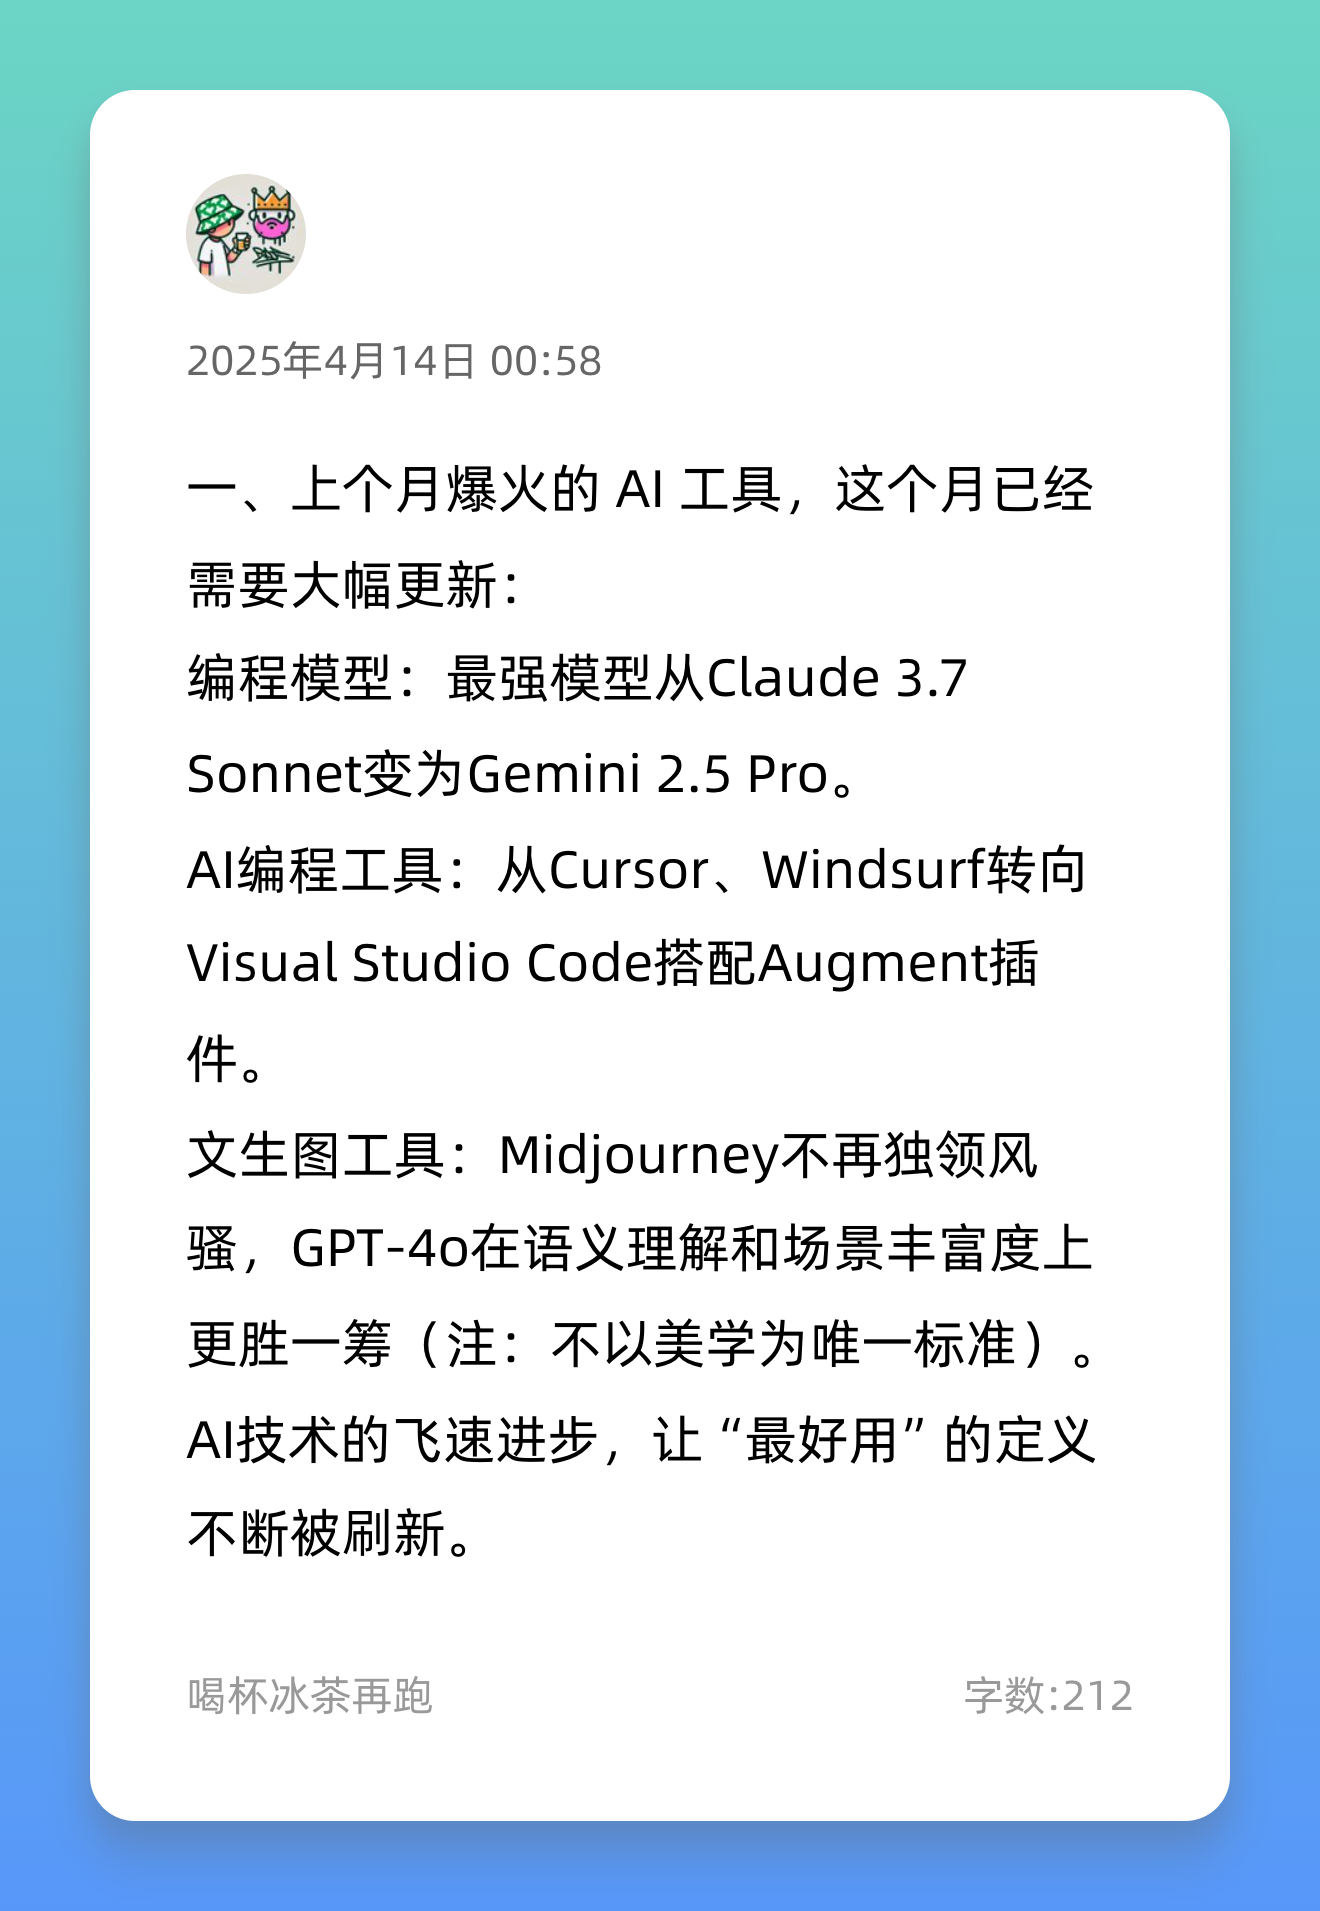 2025年4月14日 00:58
一、上个月爆火的 AI 工具，这个月已经
需要大幅更新：
编程模型：最强模型从Claude 3.7
Sonnet变为Gemini 2.5 Pro。
AI编程工具：从Cursor、Windsurf转向
Visual Studio Code搭配Augment插
件。
文生图工具：Midjourney不再独领风
骚，GPT-4o在语义理解和场景丰富度上
更胜一筹（注：不以美学为唯一标准）。
AI技术的飞速进步，让“最好用”的定义
不断被刷新。
喝杯冰茶再跑
字数:212